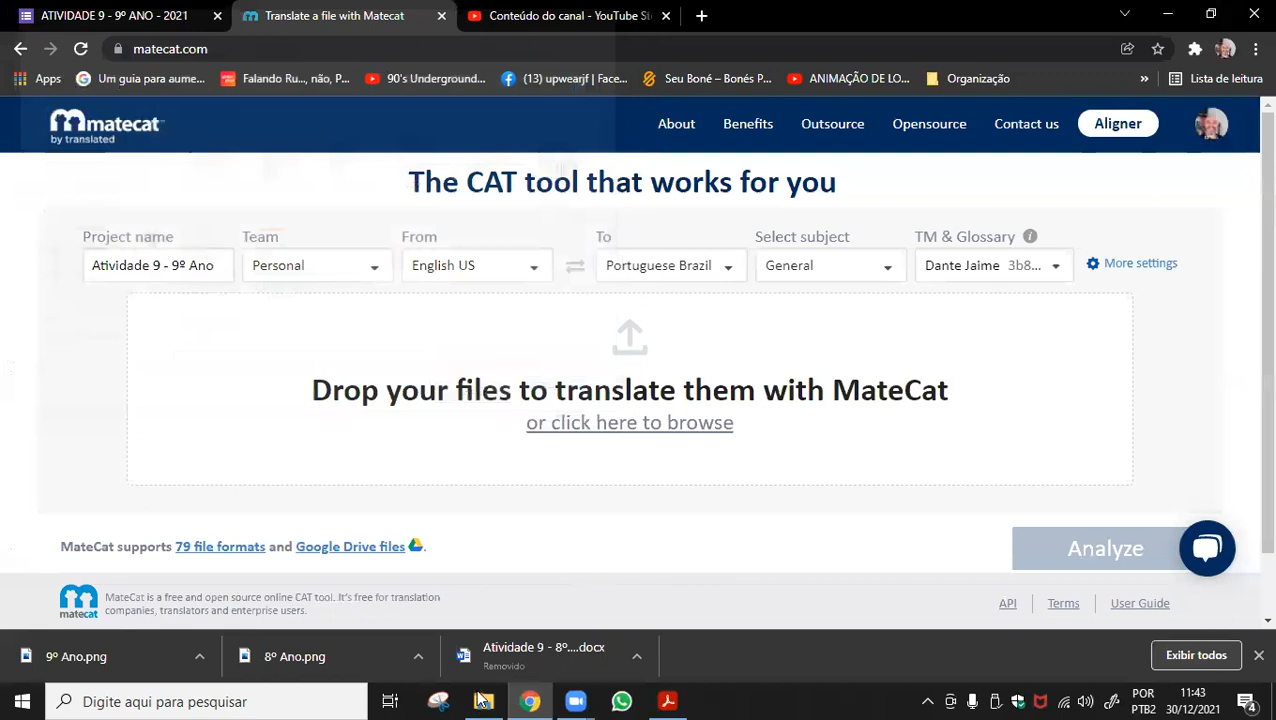 ATIVIDADE 9 - 9º ANO - 2021
Translate a file with Matecat
Conteúdo do canal - YouTube St
matecat.com
Apps
Um guia para aume...
Falando Ru..., não, P...
90's Underground...
(13) upwearjf | Face...
Seu Boné – Bonés P...
ANIMAÇÃO DE LO...
Organização
»
Lista de leitura
matecat
by translated
About
Benefits
Outsource
Opensource
Contact us
Aligner
The CAT tool that works for you
Project name
Team
From
To
Select subject
TM & Glossary
Atividade 9 - 9º Ano
Personal
English US
Portuguese Brazil
General
Dante Jaime 3b8...
More settings
Drop your files to translate them with MateCat
or click here to browse
MateCat supports 79 file formats and Google Drive files.
Analyze
matecat
MateCat is a free and open source online CAT tool. It's free for translation
companies, translators and enterprise users.
API
Terms
User Guide
9º Ano.png
8º Ano.png
Atividade 9 - 8º....docx
Removido
Exibir todos
Digite aqui para pesquisar
POR
PTB2
11:43
30/12/2021
4